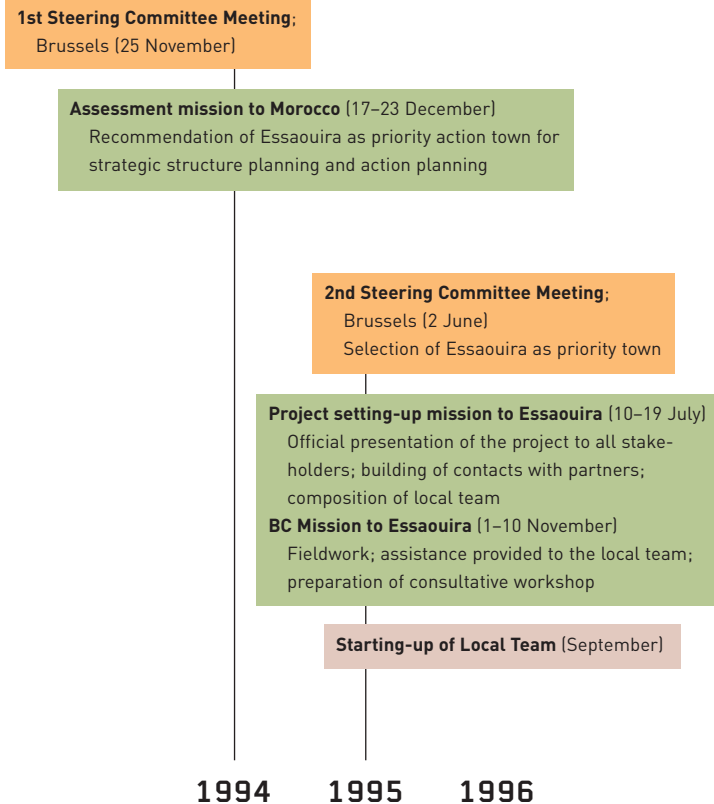 1st Steering Committee Meeting;
Brussels (25 November)
Assessment mission to Morocco (17–23 December)
Recommendation of Essaouira as priority action town for
strategic structure planning and action planning
2nd Steering Committee Meeting;
Brussels (2 June)
Selection of Essaouira as priority town
Project setting-up mission to Essaouira (10–19 July)
Official presentation of the project to all stake-
holders; building of contacts with partners;
composition of local team
BC Mission to Essaouira (1–10 November)
Fieldwork; assistance provided to the local team;
preparation of consultative workshop
Starting-up of Local Team (September)
1994 1995 1996